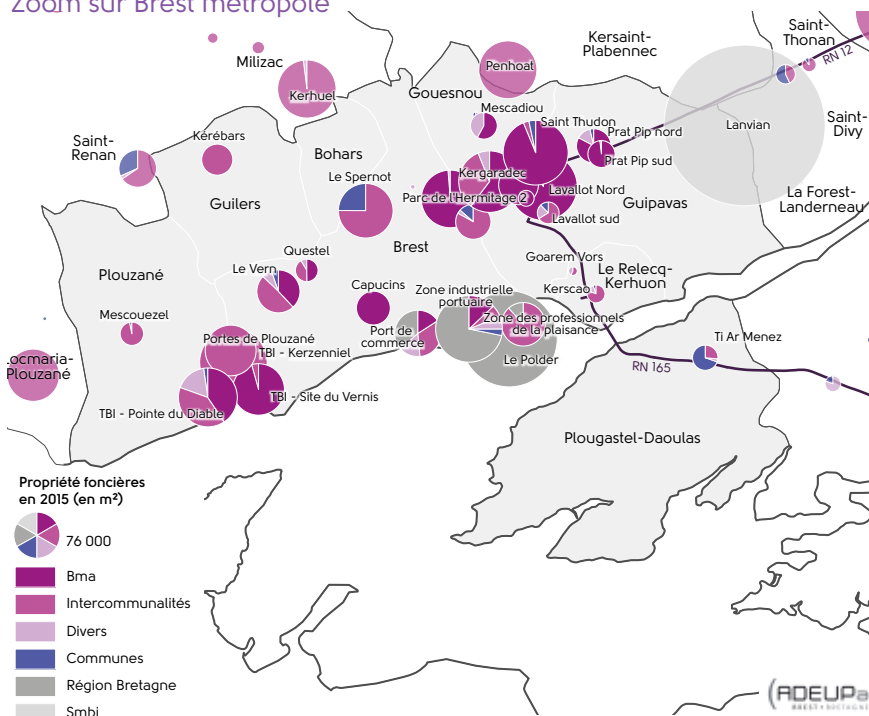 Zoom sur Brest métropole
Saint-
Thonan
RN 12
Kersaint-
Plabennec
Milizac
Penhoat
Kerhuel
Gouesnou
Mescadiou
Saint Thudon
Prat Pip nord
Prat Pip sud
Lanvian
Saint-
Divy
Saint-
Renan
Kérébars
Bohars
Le Spernot
Kergaradec
Parc de l'Hermitage 2
Lavallot Nord
Lavallot sud
Guipavas
La Forest-
Landerneau
Guilers
Brest
Questel
Le Vern
Plouzané
Capucins
Zone industrielle
portuaire
Goarem Vors
Kerscao
Le Relecq-
Kerhuon
Mescouezel
Port de
commerce
Zone des professionnels
de la plaisance
Le Polder
Portes de Plouzané
TBI - Kerzenniel
TBI - Site du Vernis
TBI - Pointe du Diable
Locmaria-
Plouzané
Ti Ar Menez
RN 165
Plougastel-Daoulas
Propriété foncières
en 2015 (en m²)
76 000
Bma
Intercommunalités
Divers
Communes
Région Bretagne
Smbi
ADEUPa
BREST • BRETAGNE